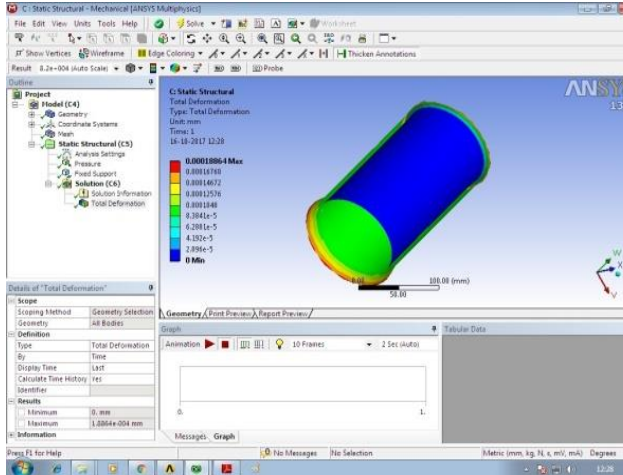 C : Static Structural - Mechanical [ANSYS Multiphysics]
File Edit View Units Tools Help Solve Worksheet
Show Vertices Wireframe Edge Coloring Thicken Annotations
Result 8.2e+004 (Auto Scale) Probe
Outline
Project
Model (C4)
Geometry
Coordinate Systems
Mesh
Static Structural (C5)
Analysis Settings
Pressure
Fixed Support
Solution (C6)
Solution Information
Total Deformation
C: Static Structural
Total Deformation
Type: Total Deformation
Unit: mm
Time: 1
16-10-2017 12:28
0.00018864 Max
0.00016768
0.00014672
0.00012576
0.0001048
8.384e-5
6.2881e-5
4.192e-5
2.096e-5
0 Min
ANSYS
13
0.00 100.00 (mm)
50.00
W
X
V
Geometry Print Preview Report Preview
Details of "Total Deformation"
Scope
Scoping Method Geometry Selection
Geometry All Bodies
Definition
Type Total Deformation
By Time
Display Time Last
Calculate Time History Yes
Identifier
Results
Minimum 0. mm
Maximum 1.8864e-004 mm
Information
Graph
Animation 10 Frames 2 Sec (Auto)
0. 1.
Messages Graph
Tabular Data
Press F1 for Help No Messages No Selection Metric (mm, kg, N, s, mV, mA) Degrees
12:28